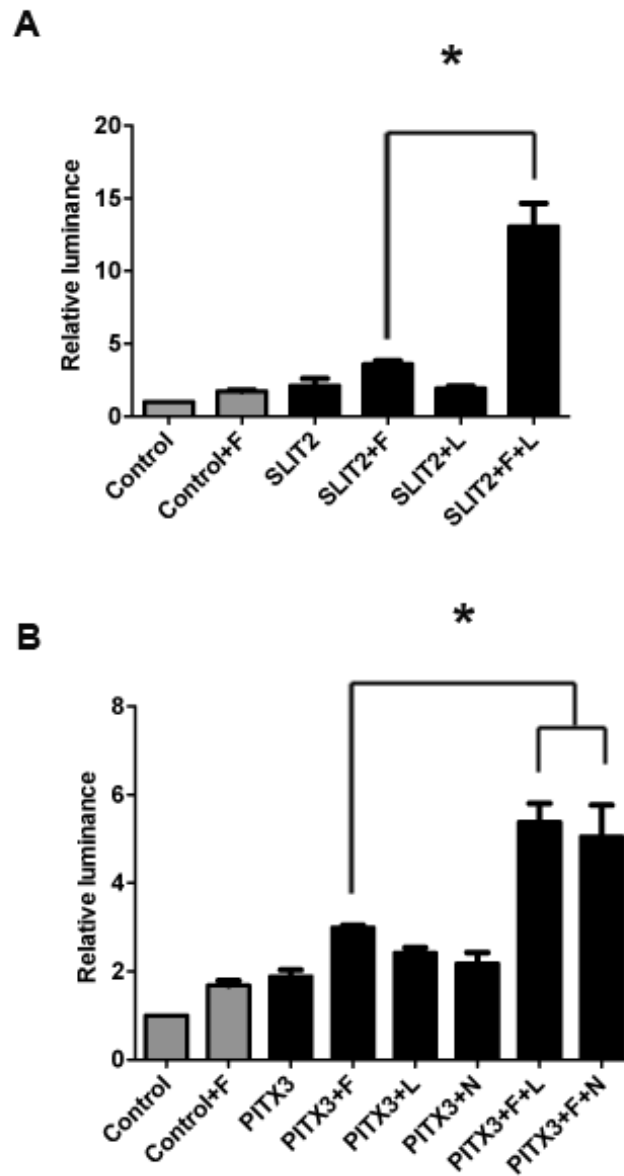 A
*
Relative luminance
20
15
10
5
0
Control
Control+F
SLIT2
SLIT2+F
SLIT2+L
SLIT2+F+L
B
*
Relative luminance
8
6
4
2
0
Control
Control+F
PITX3
PITX3+F
PITX3+L
PITX3+N
PITX3+F+L
PITX3+F+N